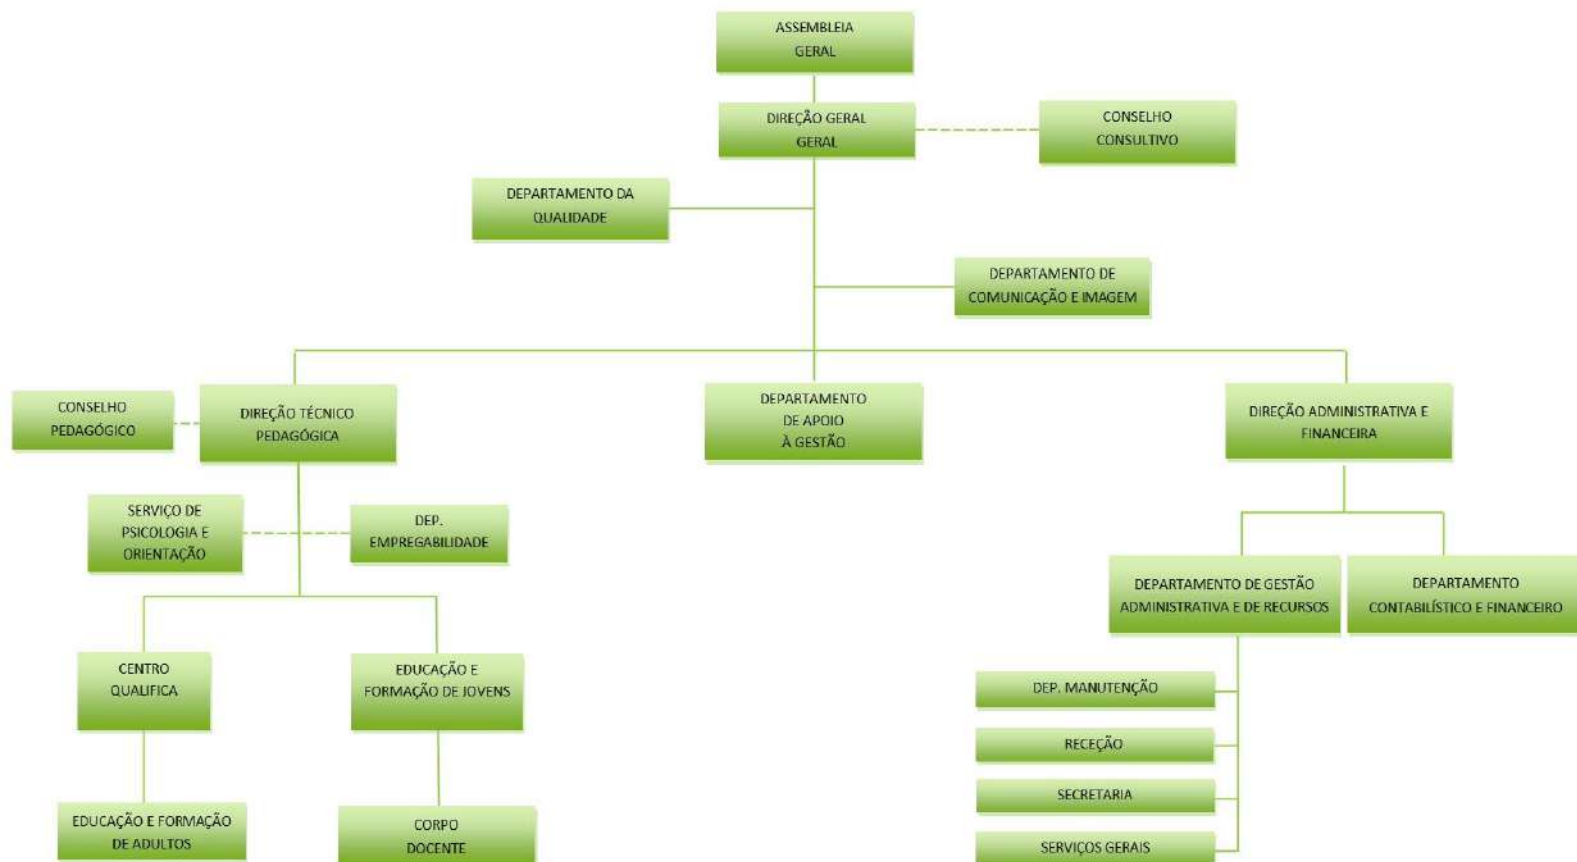 ASSEMBLEIA
GERAL
DIREÇÃO GERAL
GERAL
CONSELHO
CONSULTIVO
DEPARTAMENTO DA
QUALIDADE
DEPARTAMENTO DE
COMUNICAÇÃO E IMAGEM
CONSELHO
PEDAGÓGICO
DIREÇÃO TÉCNICO
PEDAGÓGICA
DEPARTAMENTO
DE APOIO
À GESTÃO
DIREÇÃO ADMINISTRATIVA E
FINANCEIRA
SERVIÇO DE
PSICOLOGIA E
ORIENTAÇÃO
DEP.
EMPREGABILIDADE
DEPARTAMENTO DE GESTÃO
ADMINISTRATIVA E DE RECURSOS
DEPARTAMENTO
CONTABILÍSTICO E FINANCEIRO
CENTRO
QUALIFICA
EDUCAÇÃO E
FORMAÇÃO DE JOVENS
DEP. MANUTENÇÃO
RECEÇÃO
SECRETARIA
SERVIÇOS GERAIS
EDUCAÇÃO E FORMAÇÃO
DE ADULTOS
CORPO
DOCENTE